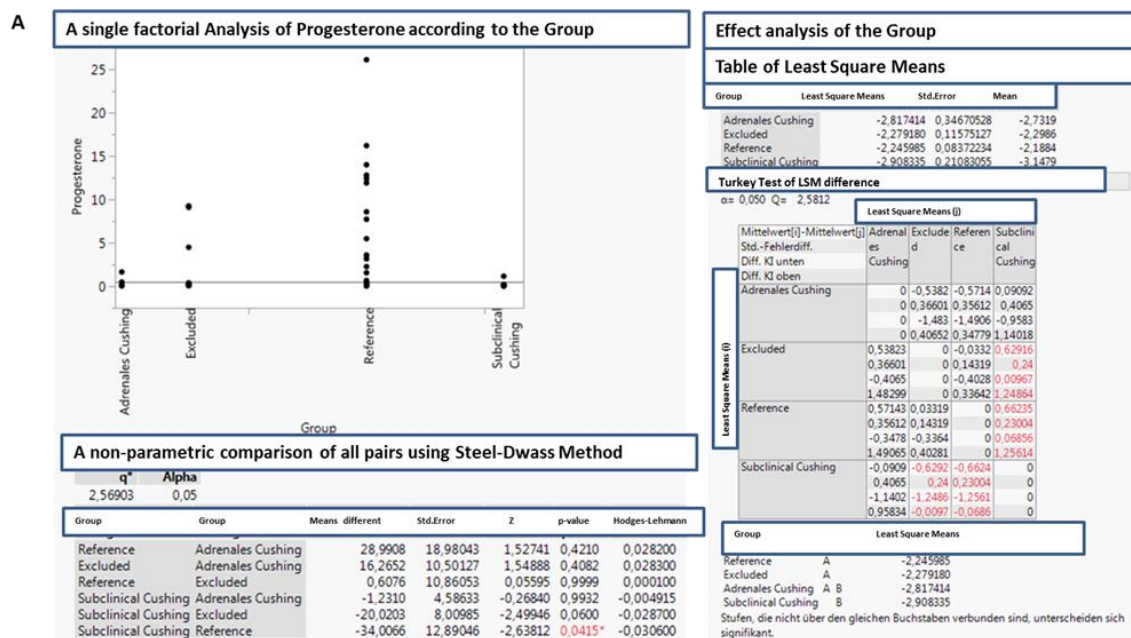 A
A single factorial Analysis of Progesterone according to the Group
25
20
15
10
5
0
Progesterone
Adrenales Cushing
Excluded
Reference
Subclinical
Cushing
Group
A non-parametric comparison of all pairs using Steel-Dwass Method
q* Alpha
2,56903 0,05
Group Group Means different Std.Error Z p-value Hodges-Lehmann
Reference Adrenales Cushing 28,9908 18,98043 1,52741 0,4210 0,028200
Excluded Adrenales Cushing 16,2652 10,50127 1,54888 0,4082 0,028300
Reference Excluded 0,6076 10,86053 0,05595 0,9999 0,000100
Subclinical Cushing Adrenales Cushing -1,2310 4,58633 -0,26840 0,9932 -0,004915
Subclinical Cushing Excluded -20,0203 8,00985 -2,49946 0,0600 -0,028700
Subclinical Cushing Reference -34,0066 12,89046 -2,63812 0,0415* -0,030600
Effect analysis of the Group
Table of Least Square Means
Group Least Square Means Std.Error Mean
Adrenales Cushing -2,817414 0,34670528 -2,7319
Excluded -2,279180 0,11575127 -2,2986
Reference -2,245985 0,08372234 -2,1884
Subclinical Cushing -2,908335 0,21083055 -3,1479
Turkey Test of LSM difference
α= 0,050 Q= 2,5812
Least Square Means (j)
Mittelwert[i]-Mittelwert[j] Adrenal Exclude Referen Subclini
Std.-Fehlerdiff. es d ce cal
Diff. KI unten Cushing Cushing
Diff. KI oben
Least Square Means (i)
Adrenales Cushing 0 -0,5382 -0,5714 0,09092
0 0,36601 0,35612 0,4065
0 -1,483 -1,4906 -0,9583
0 0,40652 0,34779 1,14018
Excluded 0,53823 0 -0,0332 0,62916
0,36601 0 0,14319 0,24
-0,4065 0 -0,4028 0,00967
1,48299 0 0,33642 1,24864
Reference 0,57143 0,03319 0 0,66235
0,35612 0,14319 0 0,23004
-0,3478 -0,3364 0 0,06856
1,49065 0,40281 0 1,25614
Subclinical Cushing -0,0909 -0,6292 -0,6624 0
0,4065 0,24 0,23004 0
-1,1402 -1,2486 -1,2561 0
0,95834 -0,0097 -0,0686 0
Group Least Square Means
Reference A -2,245985
Excluded A -2,279180
Adrenales Cushing A B -2,817414
Subclinical Cushing B -2,908335
Stufen, die nicht über den gleichen Buchstaben verbunden sind, unterscheiden sich
signifikant.